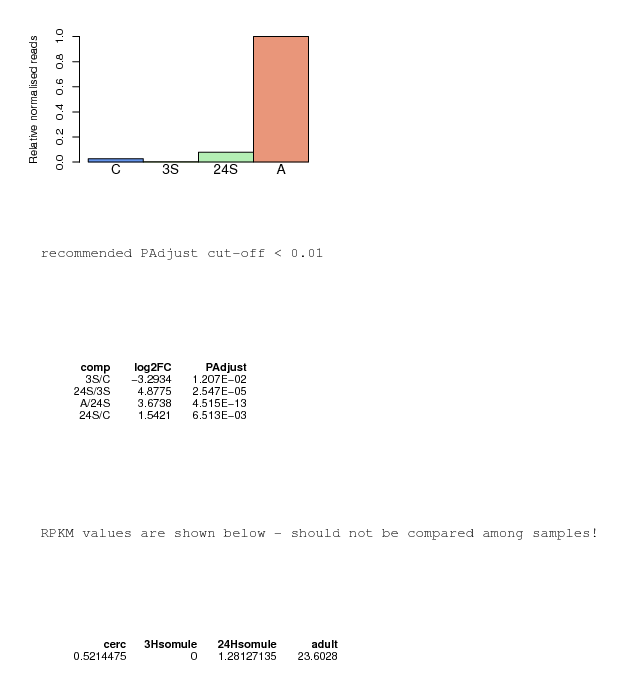 Relative normalised reads
1.0
0.8
0.6
0.4
0.2
0.0
C 3S 24S A
recommended PAdjust cut-off < 0.01
comp log2FC PAdjust
3S/C −3.2934 1.207E−02
24S/3S 4.8775 2.547E−05
A/24S 3.6738 4.515E−13
24S/C 1.5421 6.513E−03
RPKM values are shown below - should not be compared among samples!
cerc 3Hsomule 24Hsomule adult
0.5214475 0 1.28127135 23.6028